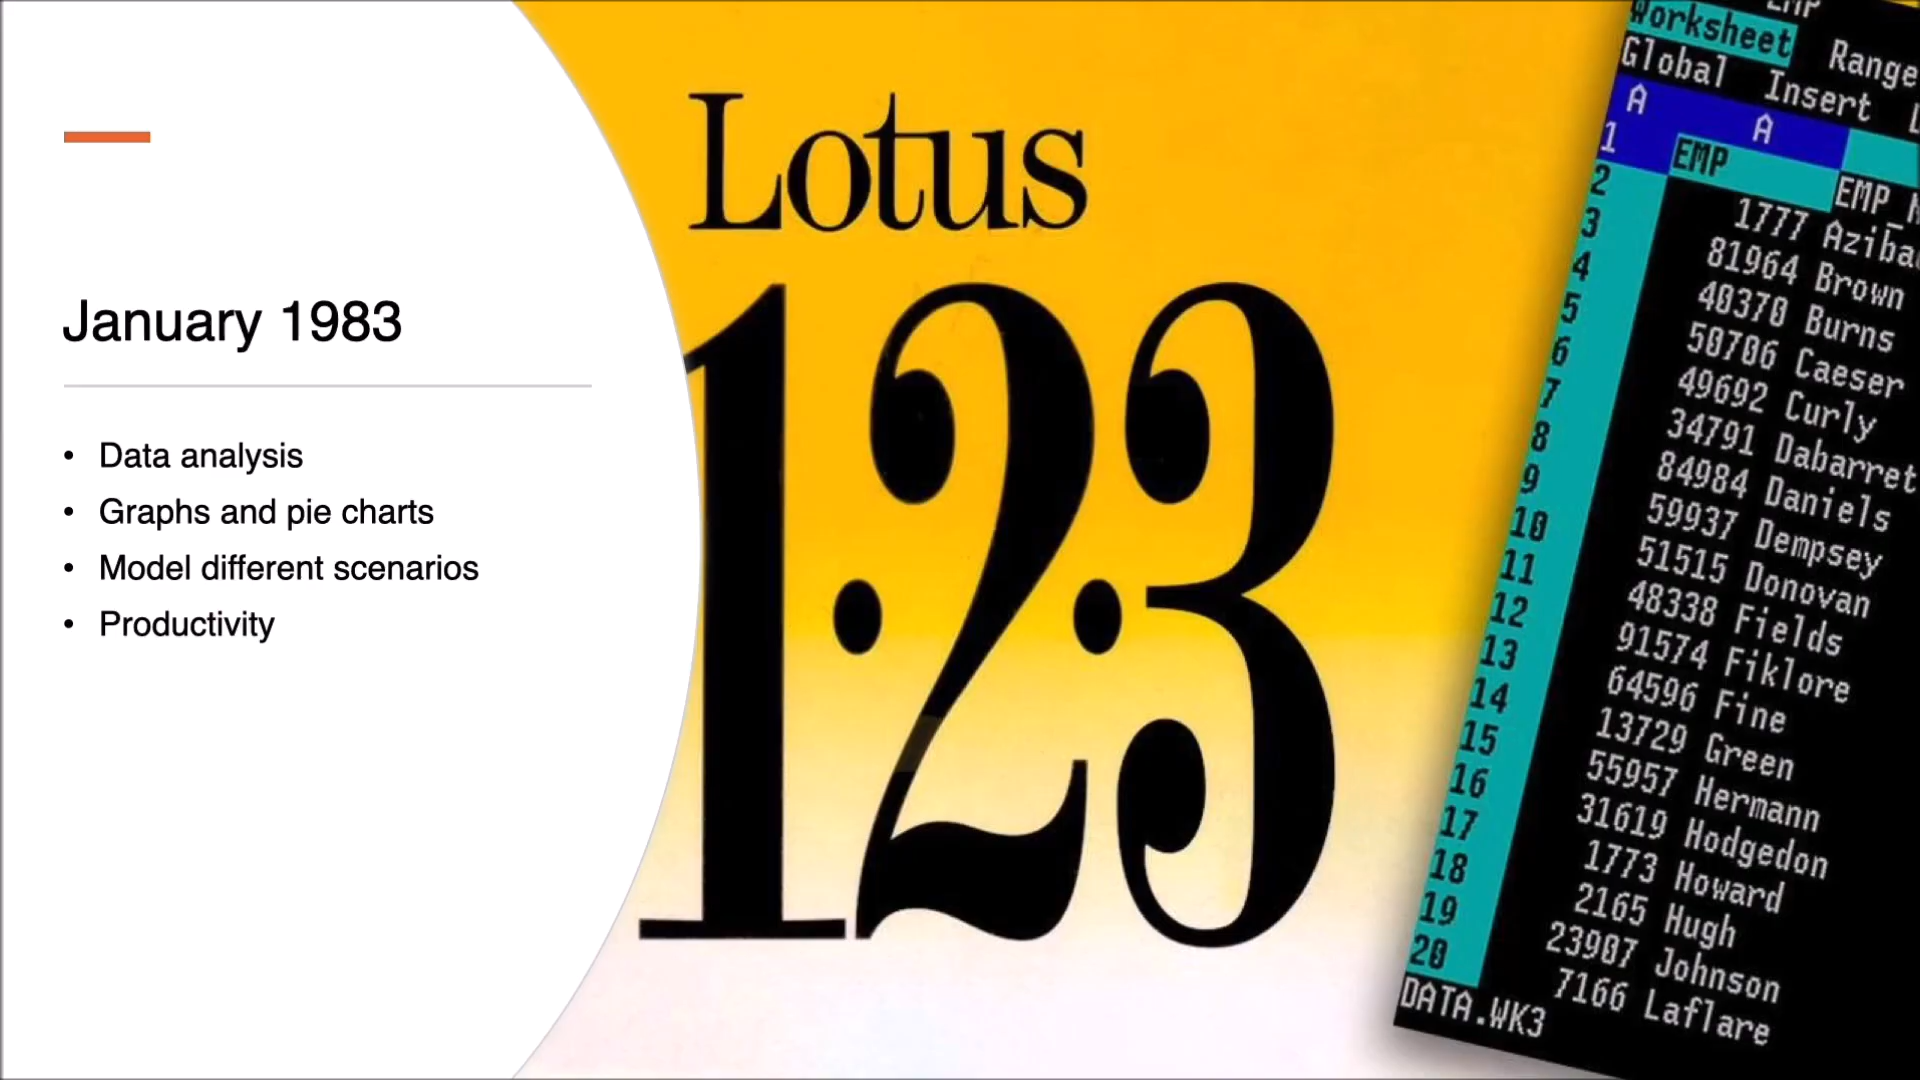 January 1983
• Data analysis
• Graphs and pie charts
• Model different scenarios
• Productivity
Lotus
1·2·3
EMP
Worksheet Range
Global Insert
A
A
1 EMP
2 1777
3 81964 Brown
4 40370 Burns
5 50706 Caeser
6 49692 Curly
7 34791 Dabarret
8 84984 Daniels
9 59937 Dempsey
10 51515 Donovan
11 48338 Fields
12 91574 Fiklore
13 64596 Fine
14 13729 Green
15 55957 Hermann
16 31619 Hodgedon
17 1773 Howard
18 2165 Hugh
19 23907 Johnson
20 7166 Laflare
DATA.WK3